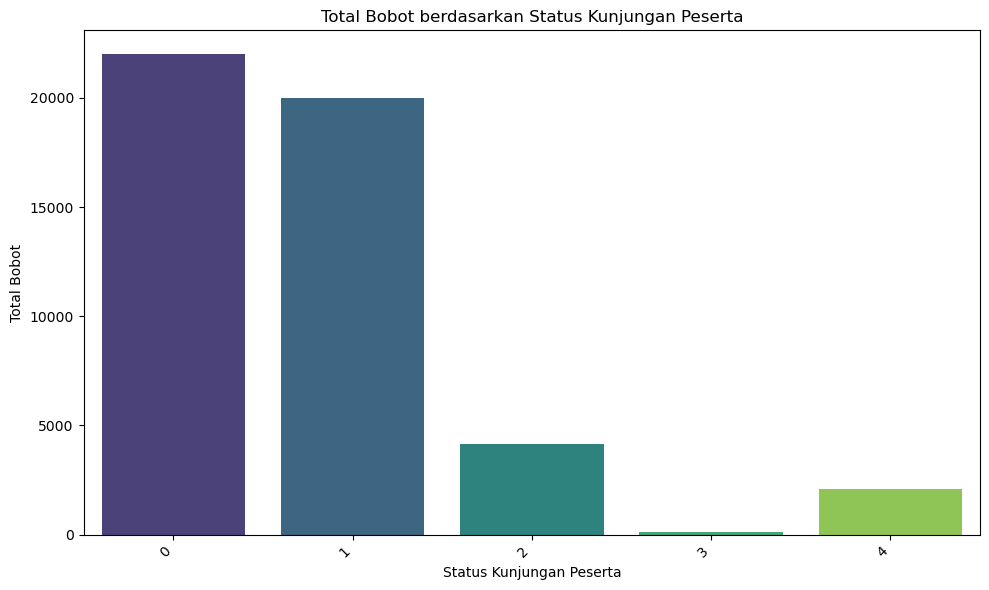 Total Bobot berdasarkan Status Kunjungan Peserta
Total Bobot
20000
15000
10000
5000
0
0 1 2 3 4
Status Kunjungan Peserta